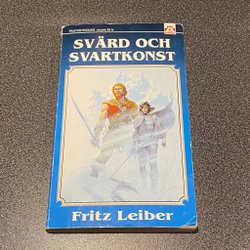 SVÄRD OCH
SVARTKONST
Fritz Leiber